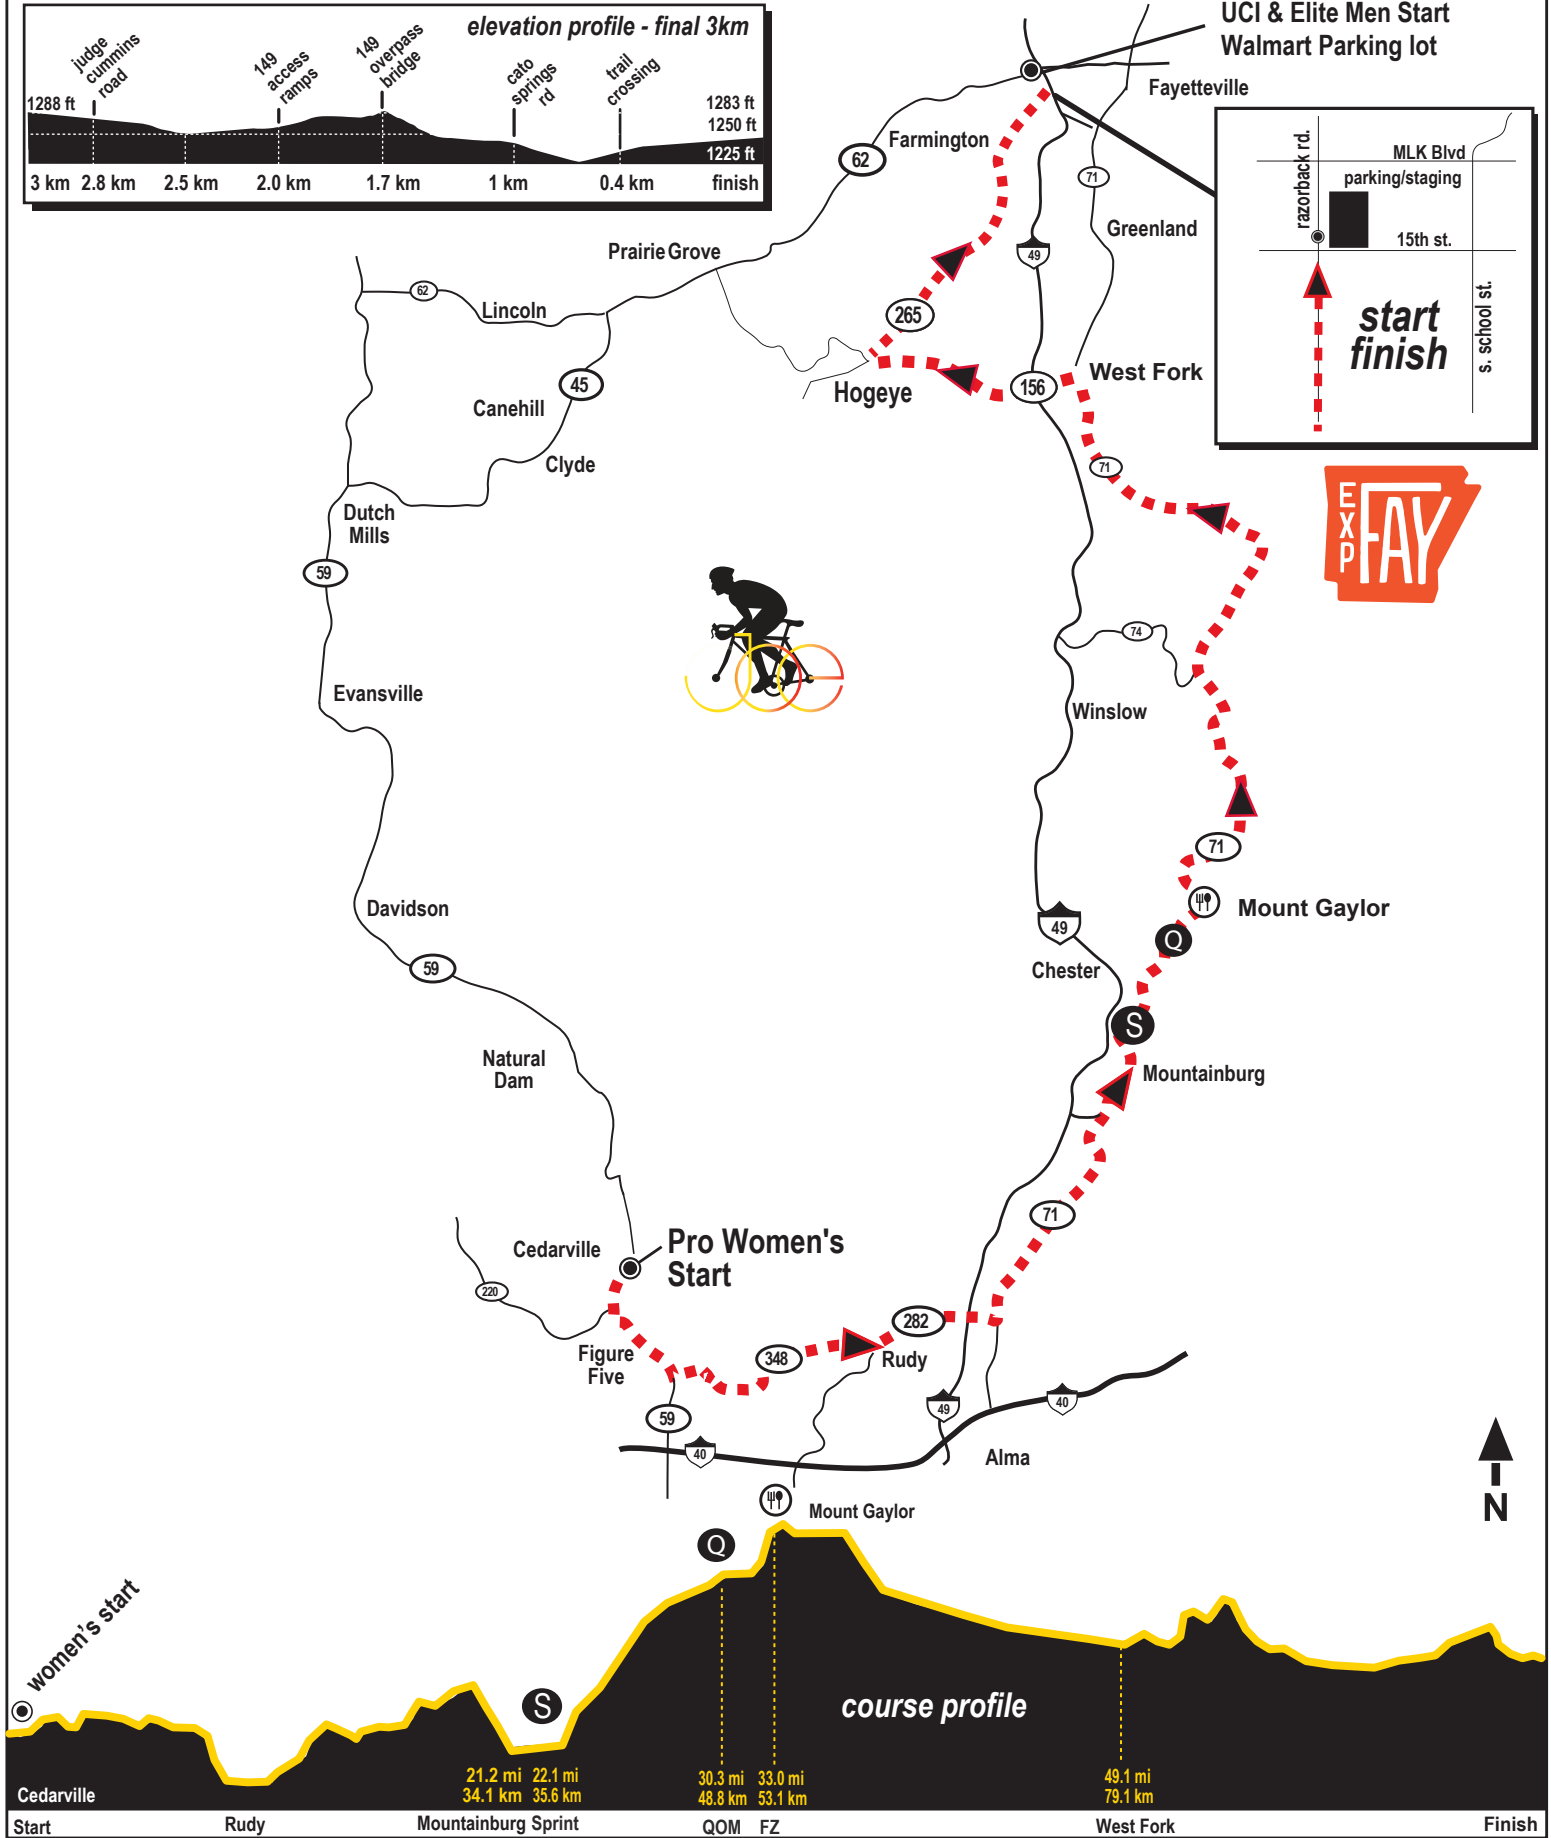 elevation profile - final 3km
judge
cummins
road
149
access
ramps
149
overpass
bridge
cato
springs
rd
trail
crossing
1288 ft
1283 ft
1250 ft
1225 ft
3 km
2.8 km
2.5 km
2.0 km
1.7 km
1 km
0.4 km
finish
UCI & Elite Men Start
Walmart Parking lot
Fayetteville
Farmington
62
71
Greenland
razorback rd.
MLK Blvd
parking/staging
15th st.
s. school st.
start
finish
Prairie Grove
49
62
Lincoln
265
45
Canehill
Hogeye
156
West Fork
Clyde
71
EXP
FAY
Dutch
Mills
59
74
Evansville
Winslow
71
Davidson
Mount Gaylor
49
Q
59
Chester
S
Natural
Dam
Mountainburg
71
Cedarville
Pro Women's
Start
220
282
Figure
Five
348
Rudy
59
49
40
40
Alma
N
Mount Gaylor
Q
women's start
S
course profile
21.2 mi
34.1 km
22.1 mi
35.6 km
30.3 mi
48.8 km
33.0 mi
53.1 km
49.1 mi
79.1 km
Cedarville
Start
Rudy
Mountainburg Sprint
QOM
FZ
West Fork
Finish